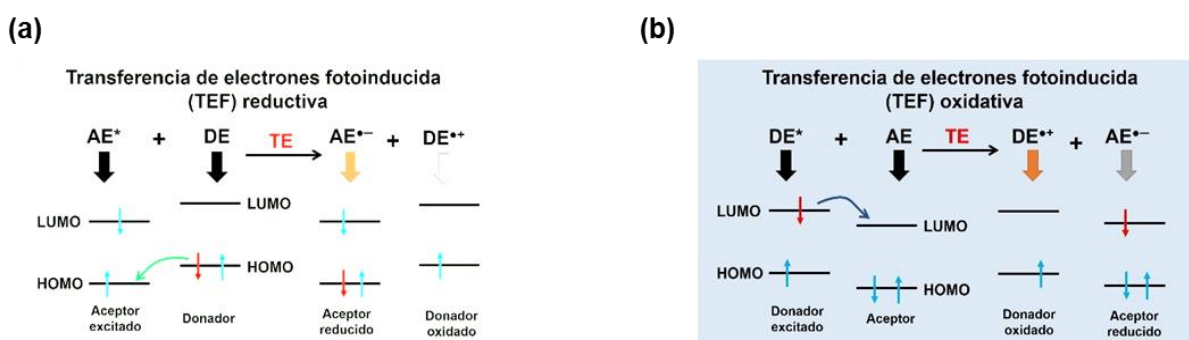 (a)
Transferencia de electrones fotoinducida
(TEF) reductiva
AE* + DE TE AE•− + DE•+
LUMO LUMO
HOMO HOMO
Aceptor excitado Donador Aceptor reducido Donador oxidado
(b)
Transferencia de electrones fotoinducida
(TEF) oxidativa
DE* + AE TE DE•+ + AE•−
LUMO LUMO
HOMO HOMO
Donador excitado Aceptor Donador oxidado Aceptor reducido